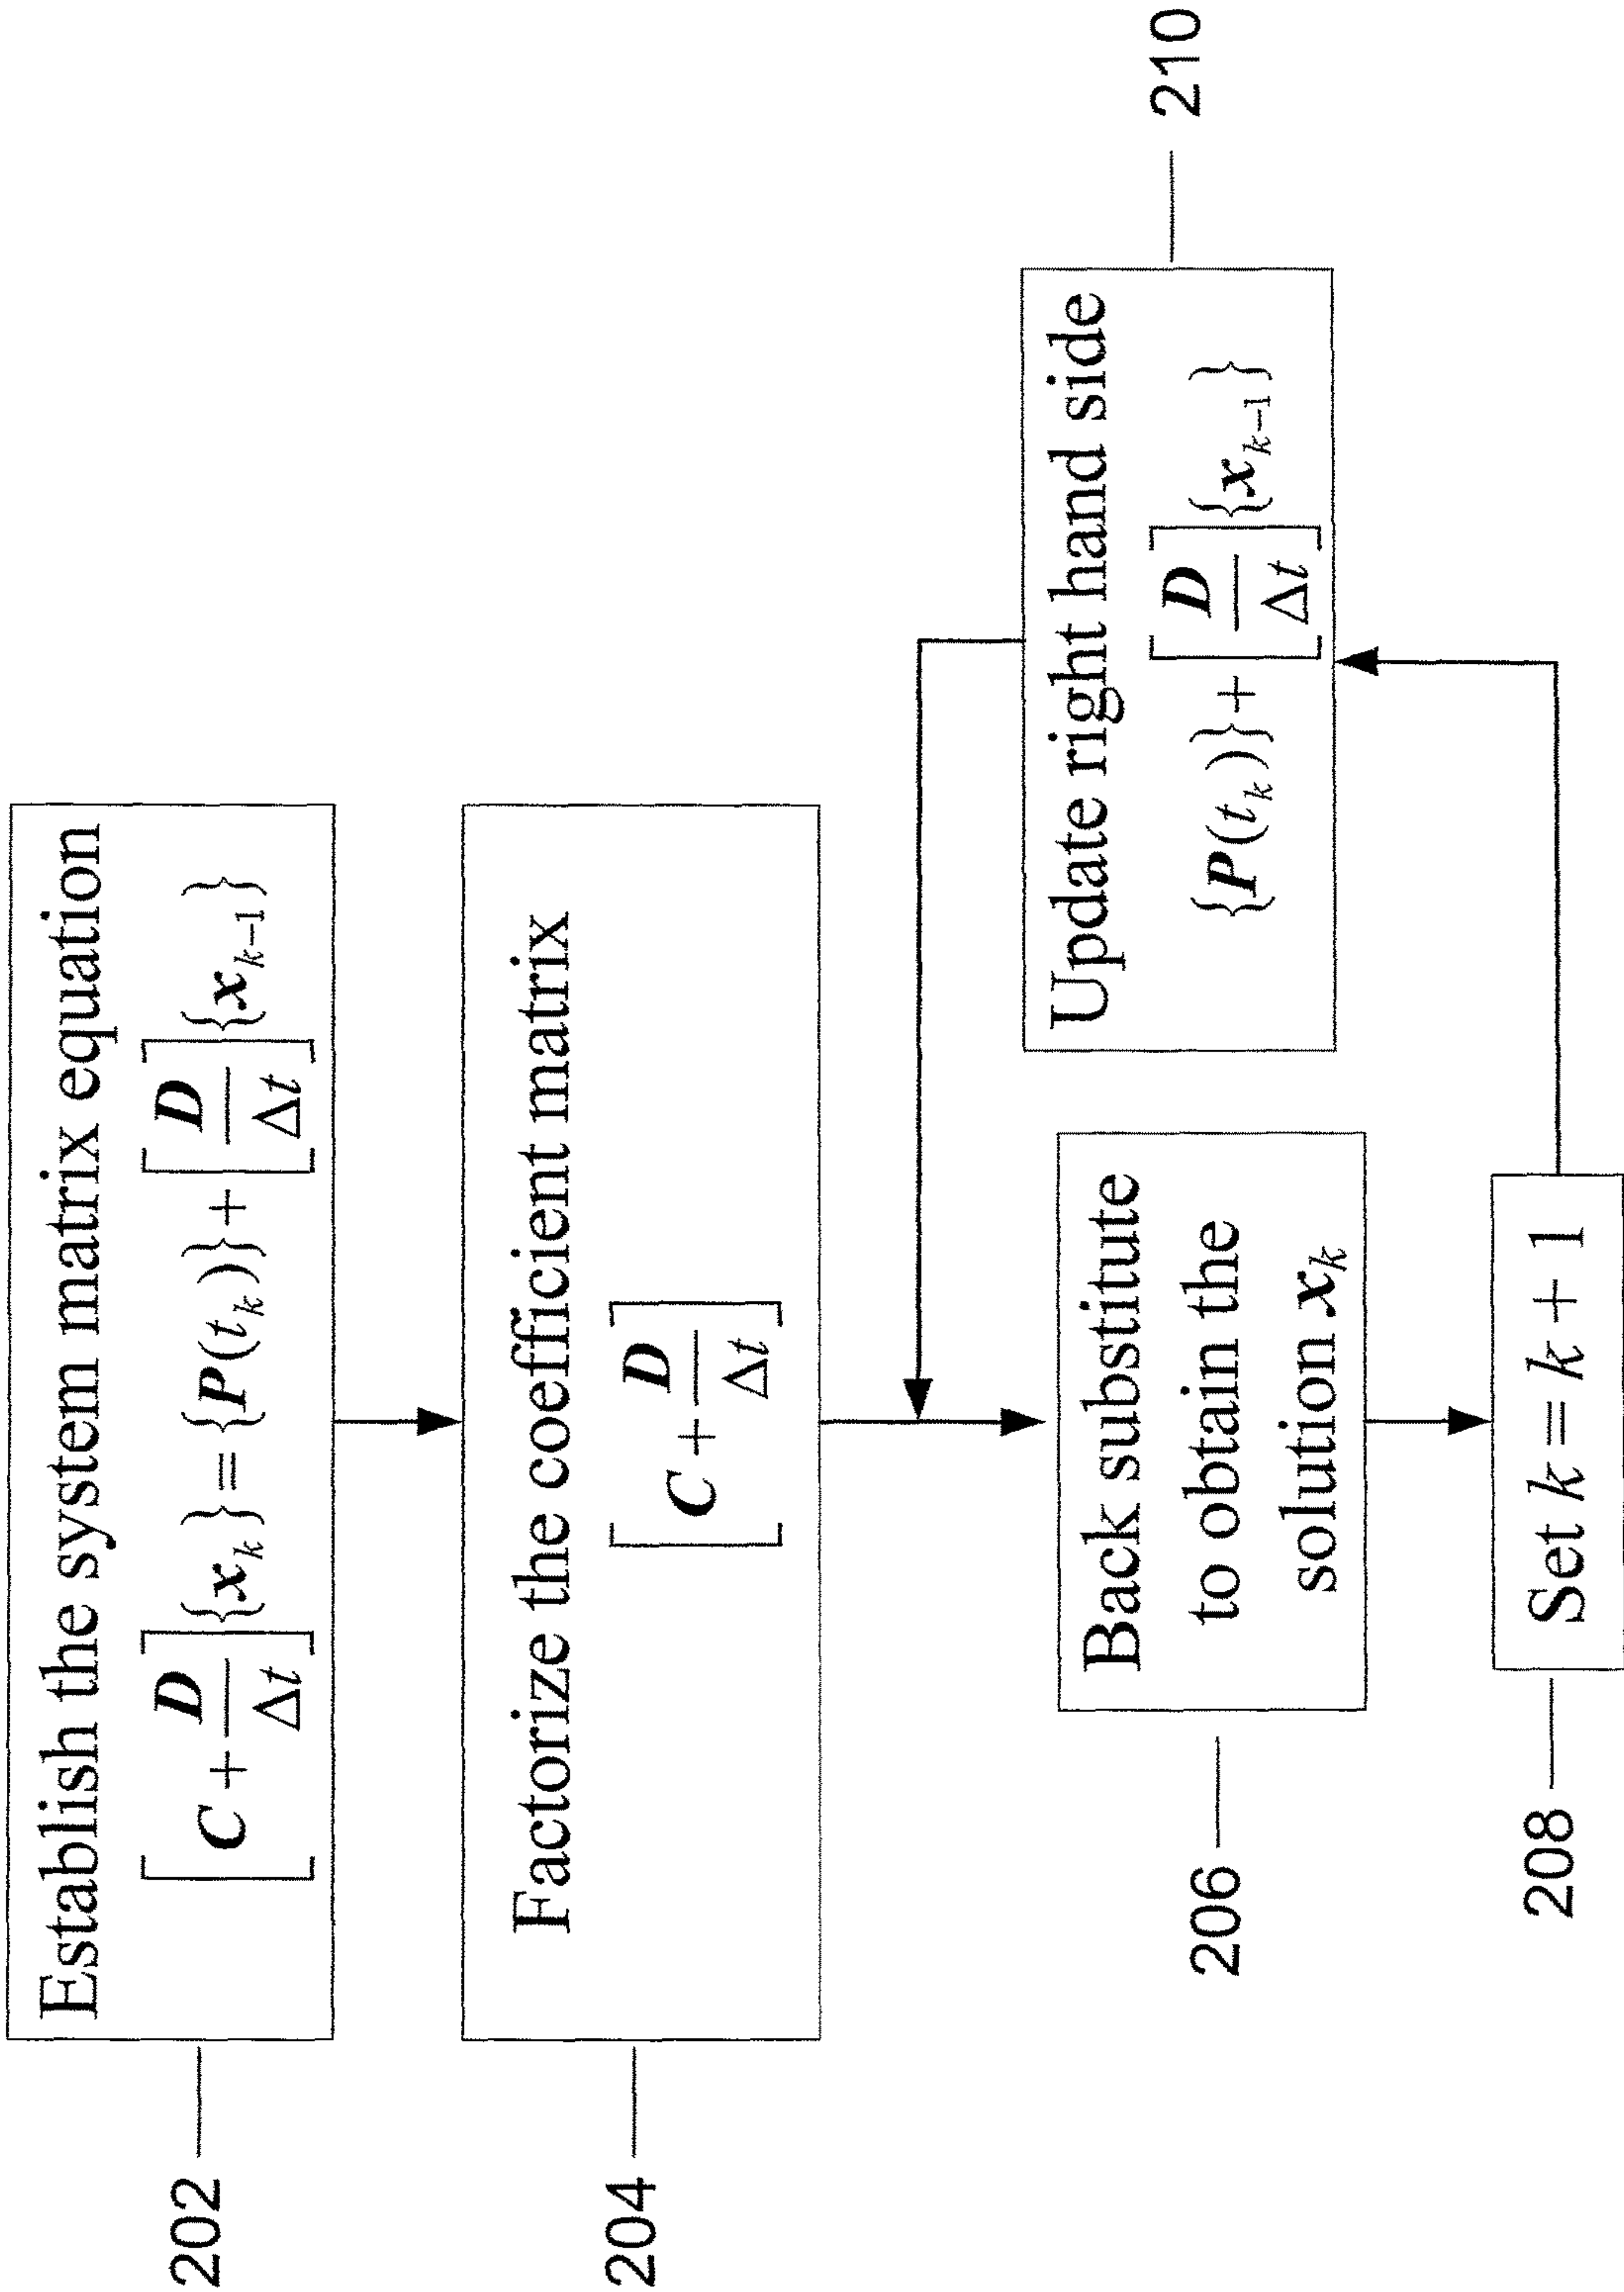 202
Establish the system matrix equation
[C + D/Δt]{x_k} = {P(t_k)} + [D/Δt]{x_{k-1}}
204
Factorize the coefficient matrix
[C + D/Δt]
206
Back substitute
to obtain the
solution x_k
208
Set k = k + 1
210
Update right hand side
{P(t_k)} + [D/Δt]{x_{k-1}}